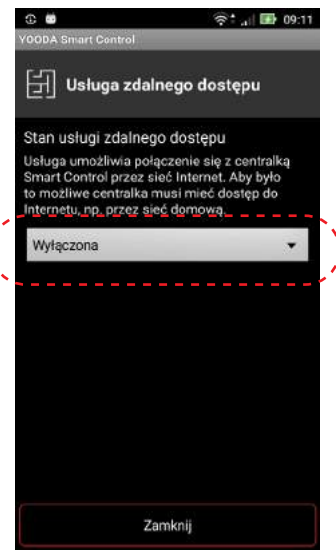 09:11
YOODA Smart Control
Usługa zdalnego dostępu
Stan usługi zdalnego dostępu
Usługa umożliwia połączenie się z centralką
Smart Control przez sieć Internet. Aby było
to możliwe centralka musi mieć dostęp do
Internetu, np. przez sieć domową.
Wyłączona
Zamknij